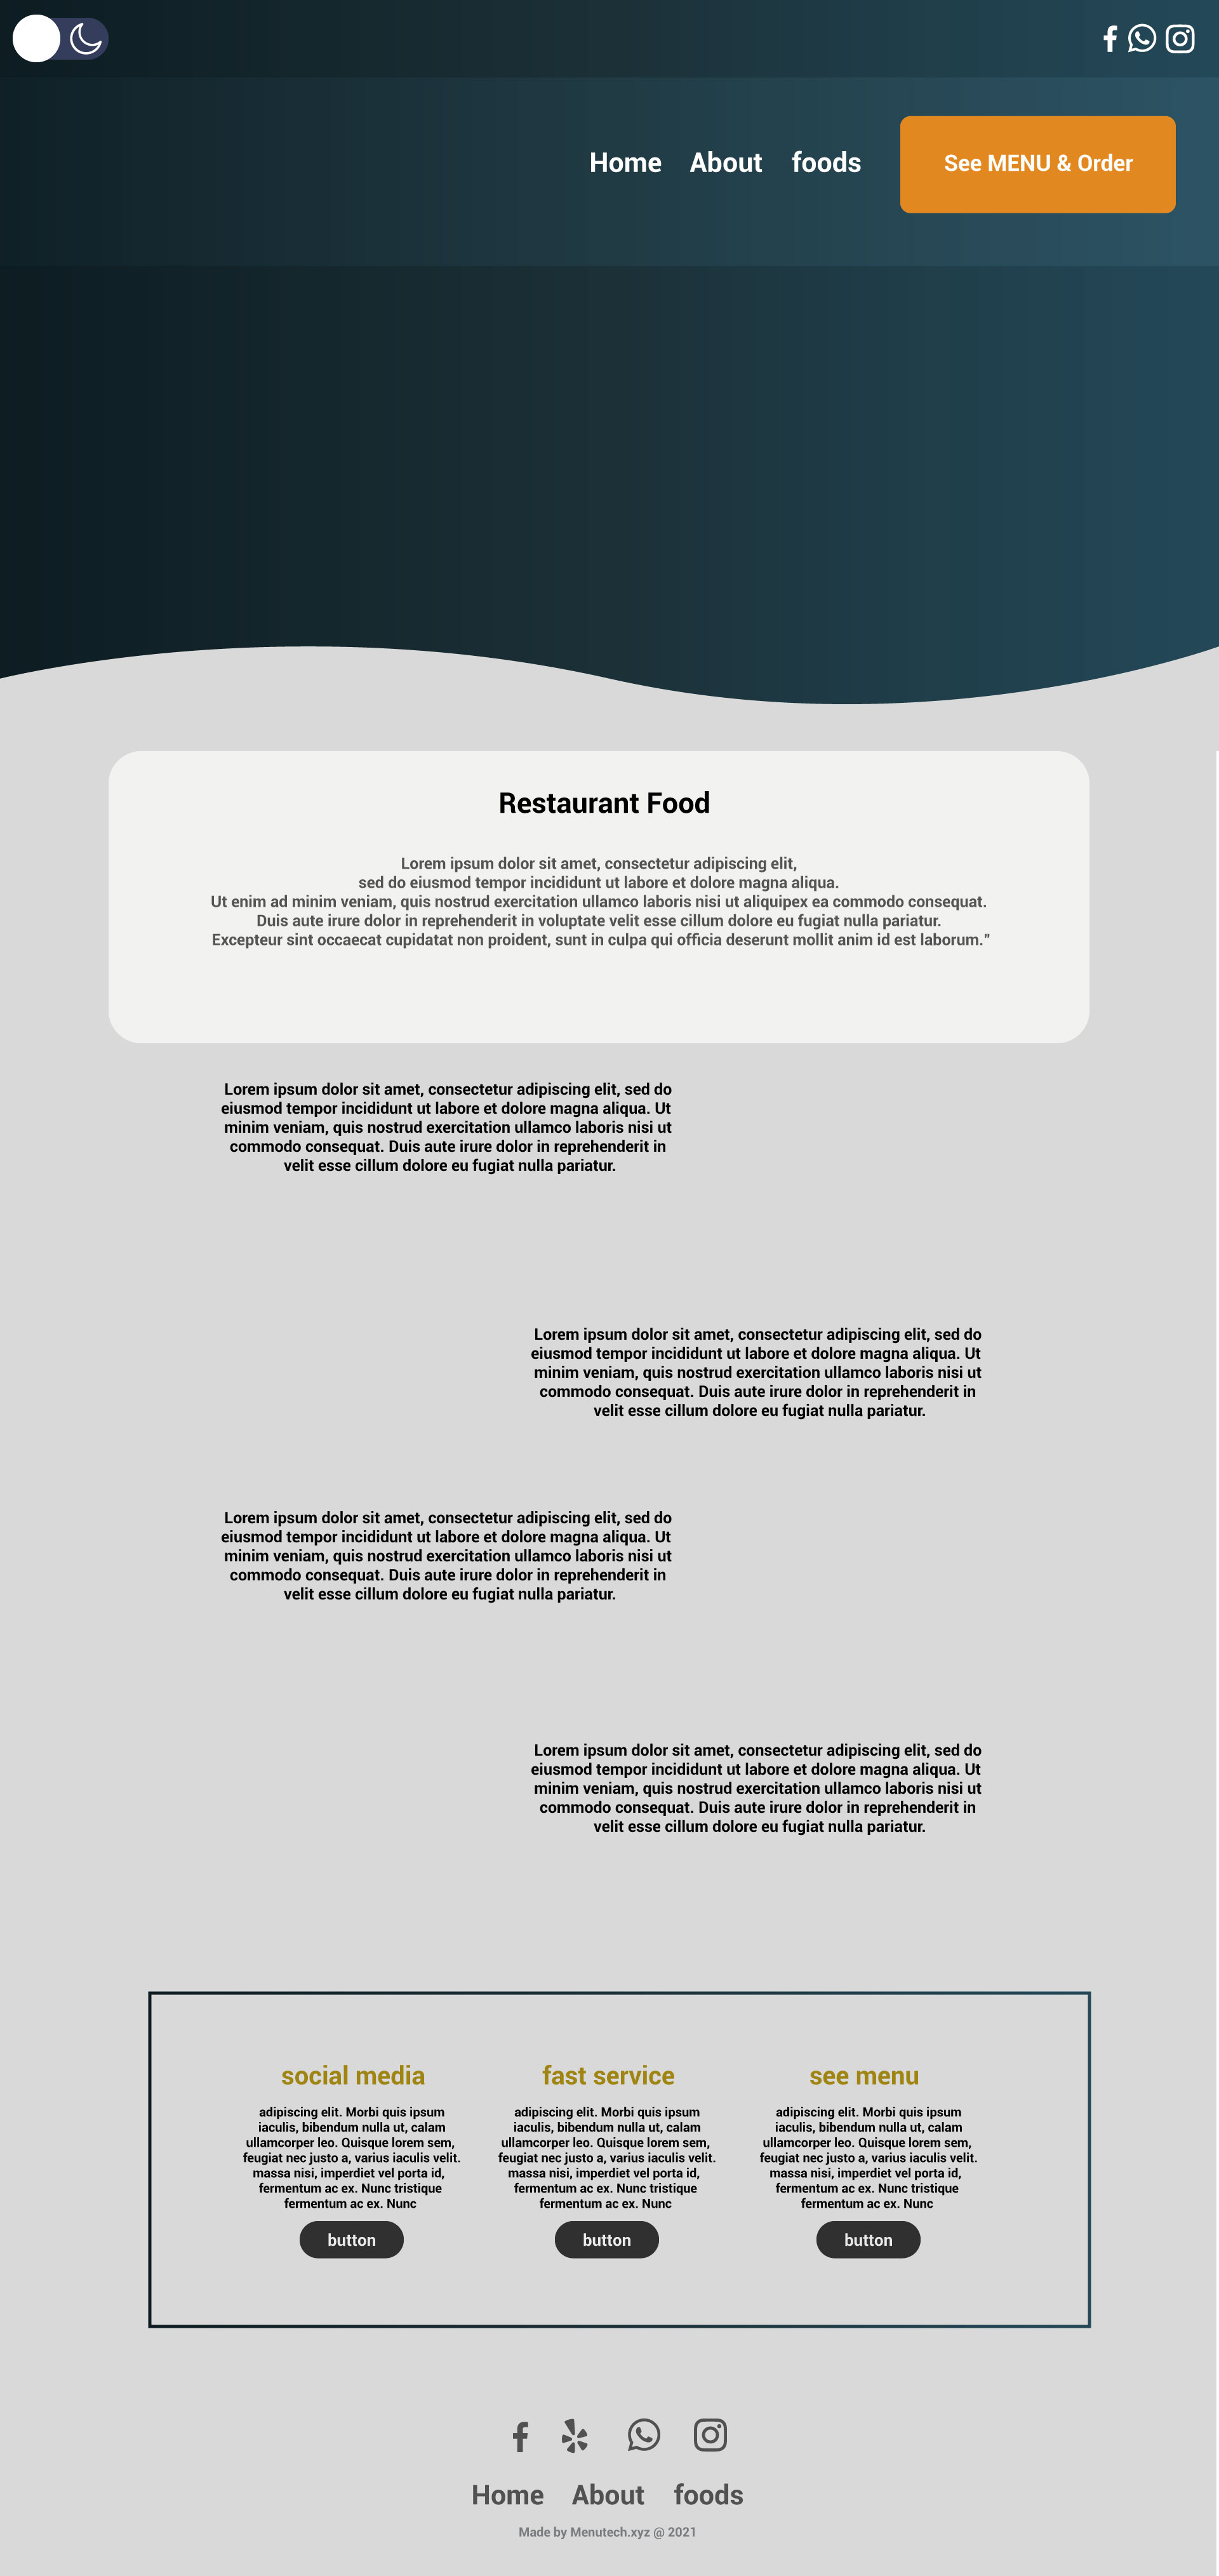 Home About foods See MENU & Order
Restaurant Food
Lorem ipsum dolor sit amet, consectetur adipiscing elit,
sed do eiusmod tempor incididunt ut labore et dolore magna aliqua.
Ut enim ad minim veniam, quis nostrud exercitation ullamco laboris nisi ut aliquipex ea commodo consequat.
Duis aute irure dolor in reprehenderit in voluptate velit esse cillum dolore eu fugiat nulla pariatur.
Excepteur sint occaecat cupidatat non proident, sunt in culpa qui officia deserunt mollit anim id est laborum."
Lorem ipsum dolor sit amet, consectetur adipiscing elit, sed do
eiusmod tempor incididunt ut labore et dolore magna aliqua. Ut
minim veniam, quis nostrud exercitation ullamco laboris nisi ut
commodo consequat. Duis aute irure dolor in reprehenderit in
velit esse cillum dolore eu fugiat nulla pariatur.
Lorem ipsum dolor sit amet, consectetur adipiscing elit, sed do
eiusmod tempor incididunt ut labore et dolore magna aliqua. Ut
minim veniam, quis nostrud exercitation ullamco laboris nisi ut
commodo consequat. Duis aute irure dolor in reprehenderit in
velit esse cillum dolore eu fugiat nulla pariatur.
Lorem ipsum dolor sit amet, consectetur adipiscing elit, sed do
eiusmod tempor incididunt ut labore et dolore magna aliqua. Ut
minim veniam, quis nostrud exercitation ullamco laboris nisi ut
commodo consequat. Duis aute irure dolor in reprehenderit in
velit esse cillum dolore eu fugiat nulla pariatur.
Lorem ipsum dolor sit amet, consectetur adipiscing elit, sed do
eiusmod tempor incididunt ut labore et dolore magna aliqua. Ut
minim veniam, quis nostrud exercitation ullamco laboris nisi ut
commodo consequat. Duis aute irure dolor in reprehenderit in
velit esse cillum dolore eu fugiat nulla pariatur.
social media
adipiscing elit. Morbi quis ipsum
iaculis, bibendum nulla ut, calam
ullamcorper leo. Quisque lorem sem,
feugiat nec justo a, varius iaculis velit.
massa nisi, imperdiet vel porta id,
fermentum ac ex. Nunc tristique
fermentum ac ex. Nunc
button
fast service
adipiscing elit. Morbi quis ipsum
iaculis, bibendum nulla ut, calam
ullamcorper leo. Quisque lorem sem,
feugiat nec justo a, varius iaculis velit.
massa nisi, imperdiet vel porta id,
fermentum ac ex. Nunc tristique
fermentum ac ex. Nunc
button
see menu
adipiscing elit. Morbi quis ipsum
iaculis, bibendum nulla ut, calam
ullamcorper leo. Quisque lorem sem,
feugiat nec justo a, varius iaculis velit.
massa nisi, imperdiet vel porta id,
fermentum ac ex. Nunc tristique
fermentum ac ex. Nunc
button
Home About foods
Made by Menutech.xyz @ 2021